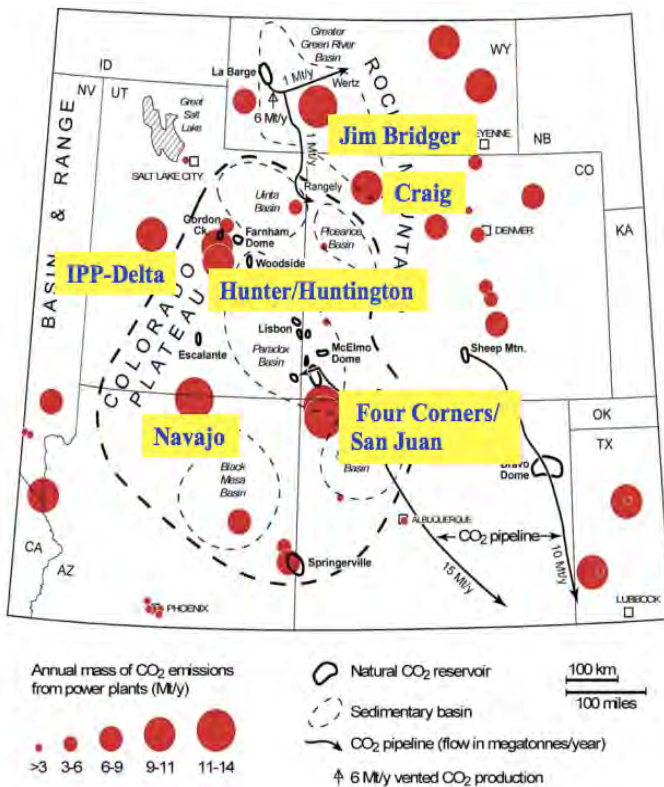 Greater
Green River
Basin
WY
ID
La Barge
1 Mt/y
Wertz
ROCKY MOUNTA
NV
UT
6 Mt/y
Great
Salt
Lake
1 Mt/y
Jim Bridger
EYENNE
NB
SALT LAKE CITY
CO
BASIN & RANGE
Rangely
Craig
Uinta
Basin
Gordon
Ck.
Farnham
Dome
Piceance
Basin
DENVER
KA
IPP-Delta
Woodside
Hunter/Huntington
COLORADO
PLATEAU
Lisbon
Escalante
Paradox
Basin
McElmo
Dome
Sheep Mtn.
Navajo
Four Corners/
San Juan
OK
TX
Black
Mesa
Basin
Basin
Bravo
Dome
ALBUQUERQUE
CO2 pipeline
CA
AZ
Springerville
15 Mt/y
10 Mt/y
PHOENIX
LUBBOCK
Annual mass of CO2 emissions
from power plants (Mt/y)
>3 3-6 6-9 9-11 11-14
Natural CO2 reservoir
Sedimentary basin
CO2 pipeline (flow in megatonnes/year)
6 Mt/y vented CO2 production
100 km
100 miles